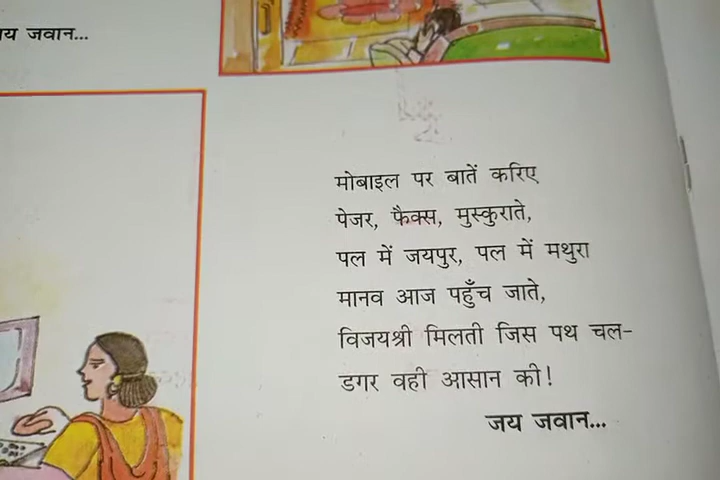 जय जवान...
मोबाइल पर बातें करिए
पेजर, फैक्स, मुस्कुराते,
पल में जयपुर, पल में मथुरा
मानव आज पहुँच जाते,
विजयश्री मिलती जिस पथ चल-
डगर वही आसान की!
जय जवान...